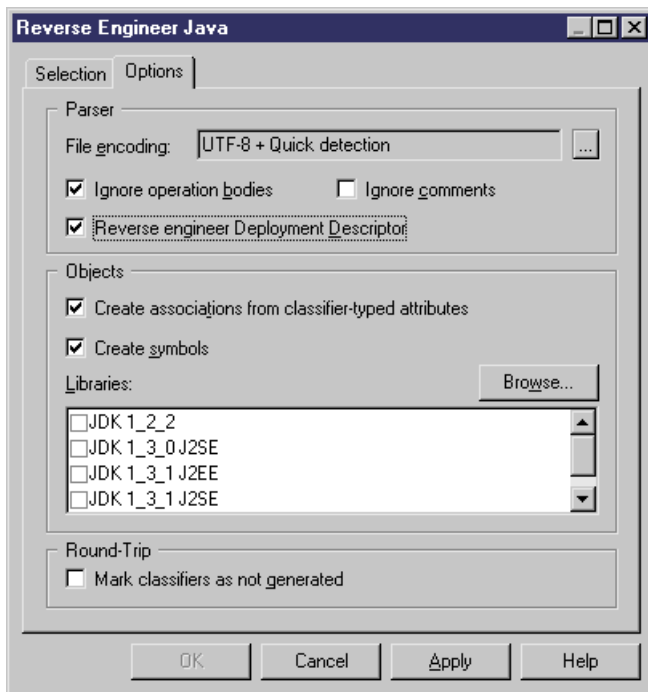 Reverse Engineer Java
Selection Options
Parser
File encoding: UTF-8 + Quick detection ...
Ignore operation bodies Ignore comments
Reverse engineer Deployment Descriptor
Objects
Create associations from classifier-typed attributes
Create symbols
Libraries: Browse...
JDK 1_2_2
JDK 1_3_0 J2SE
JDK 1_3_1 J2EE
JDK 1_3_1 J2SE
Round-Trip
Mark classifiers as not generated
OK Cancel Apply Help